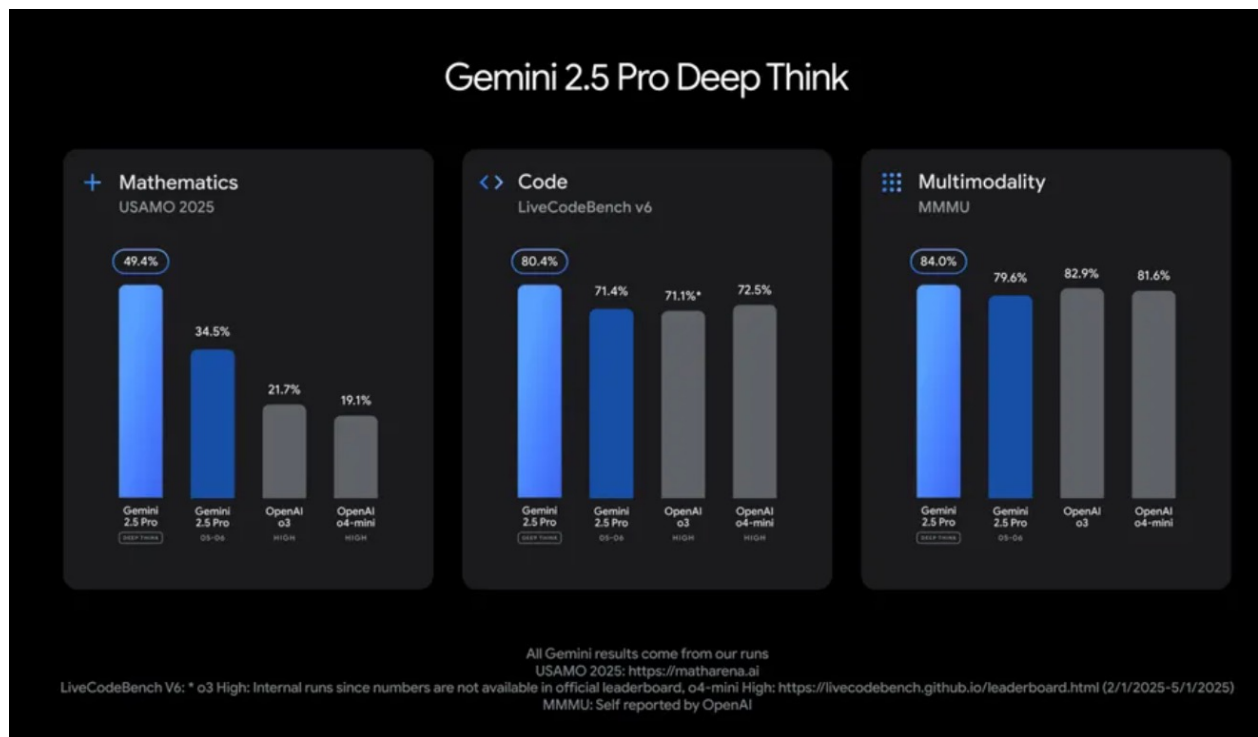 Gemini 2.5 Pro Deep Think
Mathematics
USAMO 2025
49.4%
34.5%
21.7%
19.1%
Gemini
2.5 Pro
DEEP THINK
Gemini
2.5 Pro
05-06
OpenAI
o3
HIGH
OpenAI
o4-mini
HIGH
Code
LiveCodeBench v6
80.4%
71.4%
71.1%*
72.5%
Gemini
2.5 Pro
DEEP THINK
Gemini
2.5 Pro
05-06
OpenAI
o3
HIGH
OpenAI
o4-mini
HIGH
Multimodality
MMMU
84.0%
79.6%
82.9%
81.6%
Gemini
2.5 Pro
DEEP THINK
Gemini
2.5 Pro
05-06
OpenAI
o3
OpenAI
o4-mini
All Gemini results come from our runs
USAMO 2025: https://matharena.ai
LiveCodeBench V6: * o3 High: Internal runs since numbers are not available in official leaderboard, o4-mini High: https://livecodebench.github.io/leaderboard.html (2/1/2025-5/1/2025)
MMMU: Self reported by OpenAI